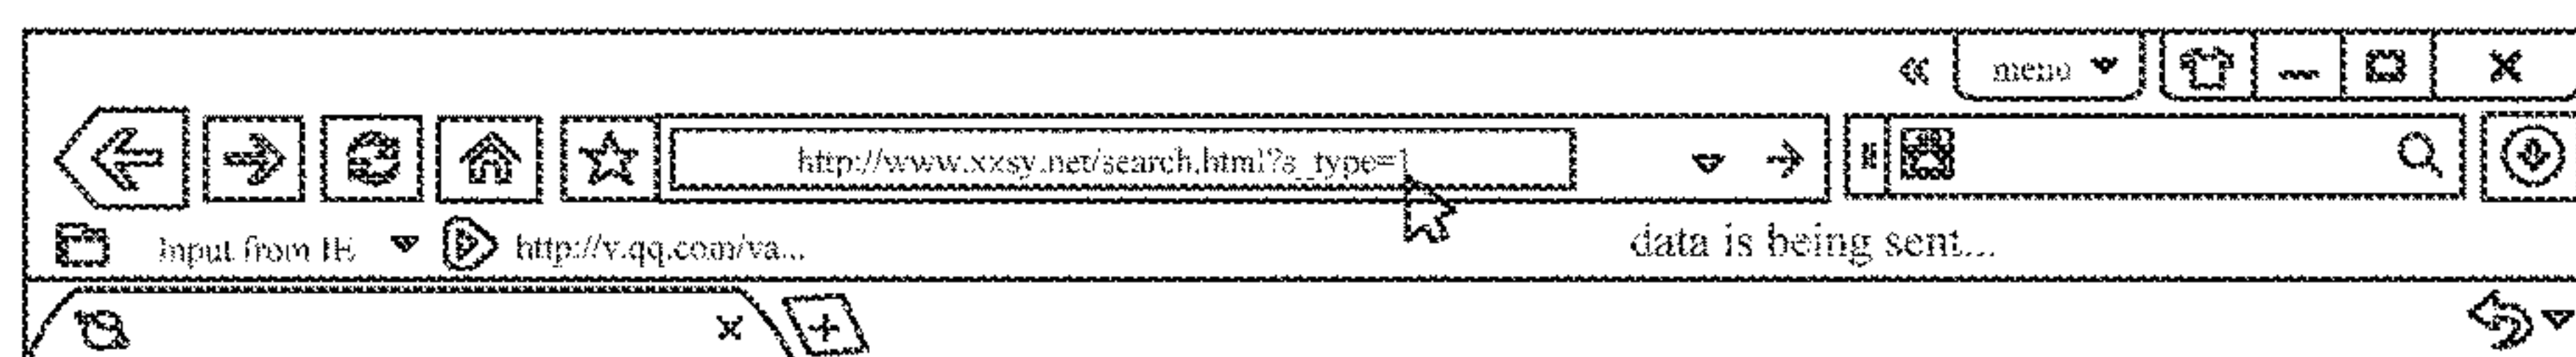 menu
http://www.xzsy.net/search.html?s_type=1
Input from IE http://v.qq.com/va... data is being sent...